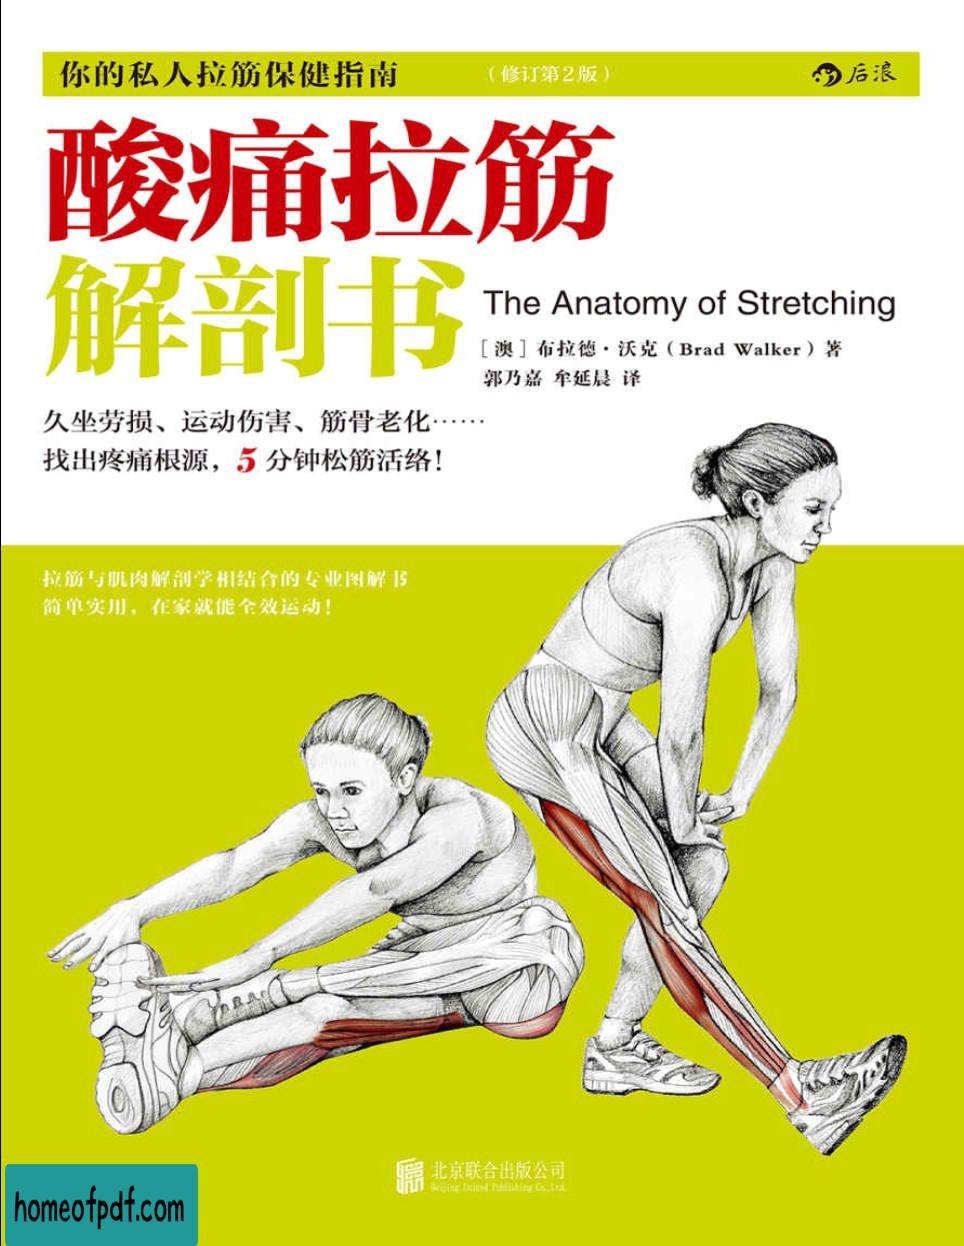 你的私人拉筋保健指南 （修订第2版） 后浪
酸痛拉筋
解剖书
The Anatomy of Stretching
［澳］布拉德·沃克（Brad Walker）著
郭乃嘉 牟延晨 译
久坐劳损、运动伤害、筋骨老化……
找出疼痛根源，5分钟松筋活络！
拉筋与肌肉解剖学相结合的专业图解书
简单实用，在家就能全效运动！
北京联合出版公司
Beijing United Publishing Co.,Ltd.
homeofpdf.com